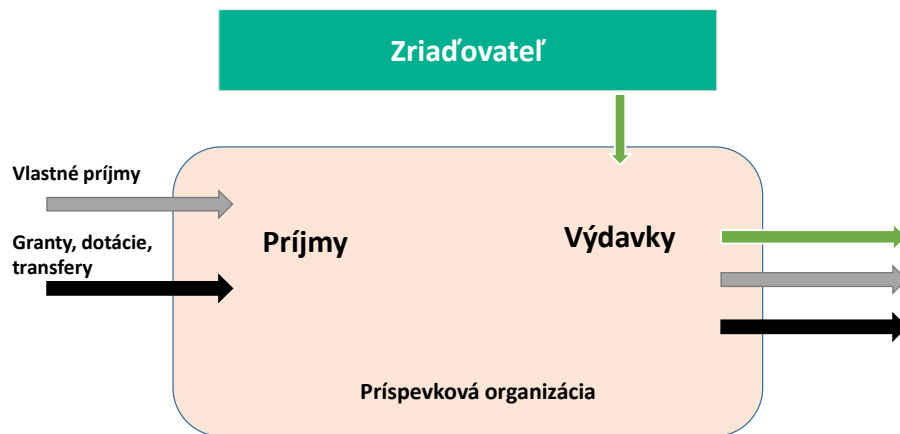 Zriaďovateľ
Vlastné príjmy
Granty, dotácie,
transfery
Príjmy
Výdavky
Príspevková organizácia